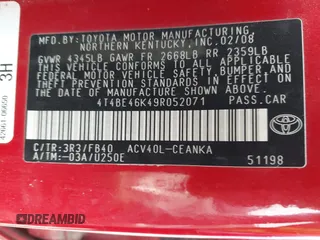 MFD. BY:TOYOTA MOTOR MANUFACTURING,
NORTHERN KENTUCKY, INC. 02/08
GVWR 4345LB GAWR FR 2668LB RR 2359LB
THIS VEHICLE CONFORMS TO ALL APPLICABLE FEDERAL
MOTOR VEHICLE SAFETY, BUMPER, AND THEFT PREVENTION
STANDARDS IN EFFECT ON THE DATE OF MANUFACTURE
SHOWN ABOVE.
4T4BE46K49R052071 PASS.CAR
C/TR:3R3/FB40 ACV40L-CEANKA
A/TM:-03A/U250E
51198
TOYOTA
3H
DREAMBID